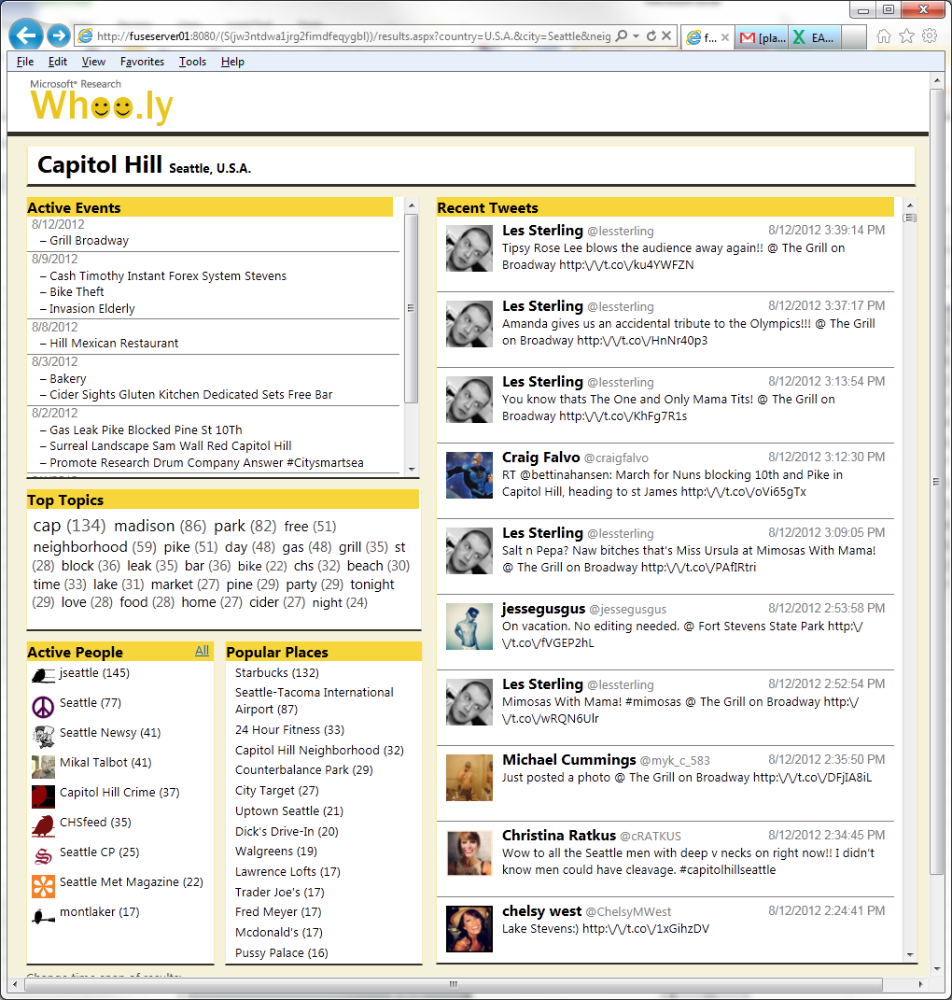 http://fuseserver01:8080/(S(jw3ntdwa1jrg2fimdfeqygbl))/results.aspx?country=U.S.A.&city=Seattle&neig
f...
[pla...
EA...
File Edit View Favorites Tools Help
Microsoft® Research
Whoo.ly
Capitol Hill Seattle, U.S.A.
Active Events
8/12/2012
– Grill Broadway
8/9/2012
– Cash Timothy Instant Forex System Stevens
– Bike Theft
– Invasion Elderly
8/8/2012
– Hill Mexican Restaurant
8/3/2012
– Bakery
– Cider Sights Gluten Kitchen Dedicated Sets Free Bar
8/2/2012
– Gas Leak Pike Blocked Pine St 10Th
– Surreal Landscape Sam Wall Red Capitol Hill
– Promote Research Drum Company Answer #Citysmartsea
Top Topics
cap (134) madison (86) park (82) free (51)
neighborhood (59) pike (51) day (48) gas (48) grill (35) st
(28) block (36) leak (35) bar (36) bike (22) chs (32) beach (30)
time (33) lake (31) market (27) pine (29) party (29) tonight
(29) love (28) food (28) home (27) cider (27) night (24)
Active People All
jseattle (145)
Seattle (77)
Seattle Newsy (41)
Mikal Talbot (41)
Capitol Hill Crime (37)
CHSfeed (35)
Seattle CP (25)
Seattle Met Magazine (22)
montlaker (17)
Popular Places
Starbucks (132)
Seattle-Tacoma International
Airport (87)
24 Hour Fitness (33)
Capitol Hill Neighborhood (32)
Counterbalance Park (29)
City Target (27)
Uptown Seattle (21)
Dick's Drive-In (20)
Walgreens (19)
Lawrence Lofts (17)
Trader Joe's (17)
Fred Meyer (17)
Mcdonald's (17)
Pussy Palace (16)
Recent Tweets
Les Sterling @lessterling 8/12/2012 3:39:14 PM
Tipsy Rose Lee blows the audience away again!! @ The Grill on
Broadway http:\/\/t.co\/ku4YWFZN
Les Sterling @lessterling 8/12/2012 3:37:17 PM
Amanda gives us an accidental tribute to the Olympics!!! @ The Grill
on Broadway http:\/\/t.co\/HnNr40p3
Les Sterling @lessterling 8/12/2012 3:13:54 PM
You know thats The One and Only Mama Tits! @ The Grill on
Broadway http:\/\/t.co\/KhFg7R1s
Craig Falvo @craigfalvo 8/12/2012 3:12:30 PM
RT @bettinahansen: March for Nuns blocking 10th and Pike in
Capitol Hill, heading to st James http:\/\/t.co\/oVi65gTx
Les Sterling @lessterling 8/12/2012 3:09:05 PM
Salt n Pepa? Naw bitches that's Miss Ursula at Mimosas With Mama!
@ The Grill on Broadway http:\/\/t.co\/PAfIRtri
jessegusgus @jessegusgus 8/12/2012 2:53:58 PM
On vacation. No editing needed. @ Fort Stevens State Park http:\/
\/t.co\/fVGEP2hL
Les Sterling @lessterling 8/12/2012 2:52:54 PM
Mimosas With Mama! #mimosas @ The Grill on Broadway http:\/
\/t.co\/wRQN6Ulr
Michael Cummings @myk_c_583 8/12/2012 2:35:50 PM
Just posted a photo @ The Grill on Broadway http:\/\/t.co\/DFjIA8iL
Christina Ratkus @cRATKUS 8/12/2012 2:34:45 PM
Wow to all the Seattle men with deep v necks on right now!! I didn't
know men could have cleavage. #capitolhillseattle
chelsy west @ChelsyMWest 8/12/2012 2:24:41 PM
Lake Stevens:) http:\/\/t.co\/1xGihzDV
Change time span of results: